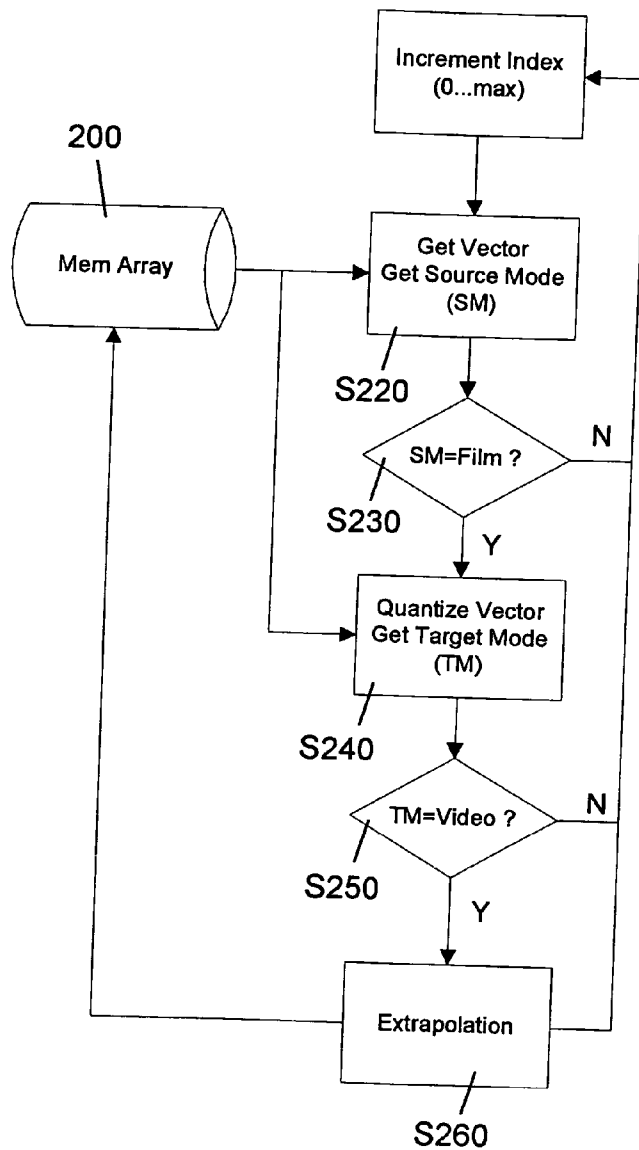 Increment Index
(0...max)
200
Mem Array
Get Vector
Get Source Mode
(SM)
S220
SM=Film ?
N
S230
Y
Quantize Vector
Get Target Mode
(TM)
S240
TM=Video ?
N
S250
Y
Extrapolation
S260